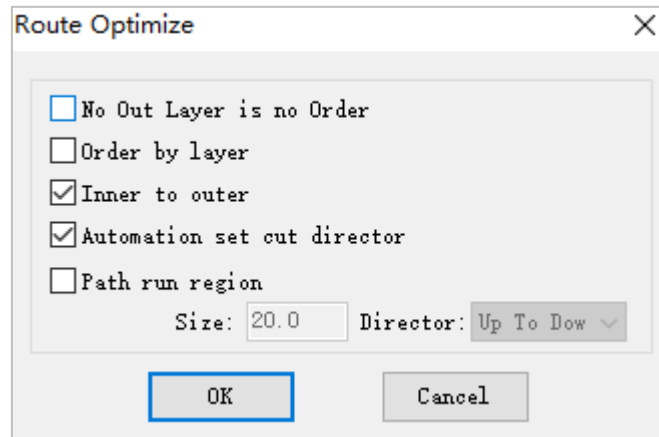 Route Optimize
No Out Layer is no Order
Order by layer
Inner to outer
Automation set cut director
Path run region
Size: 20.0 Director: Up To Dow
OK Cancel